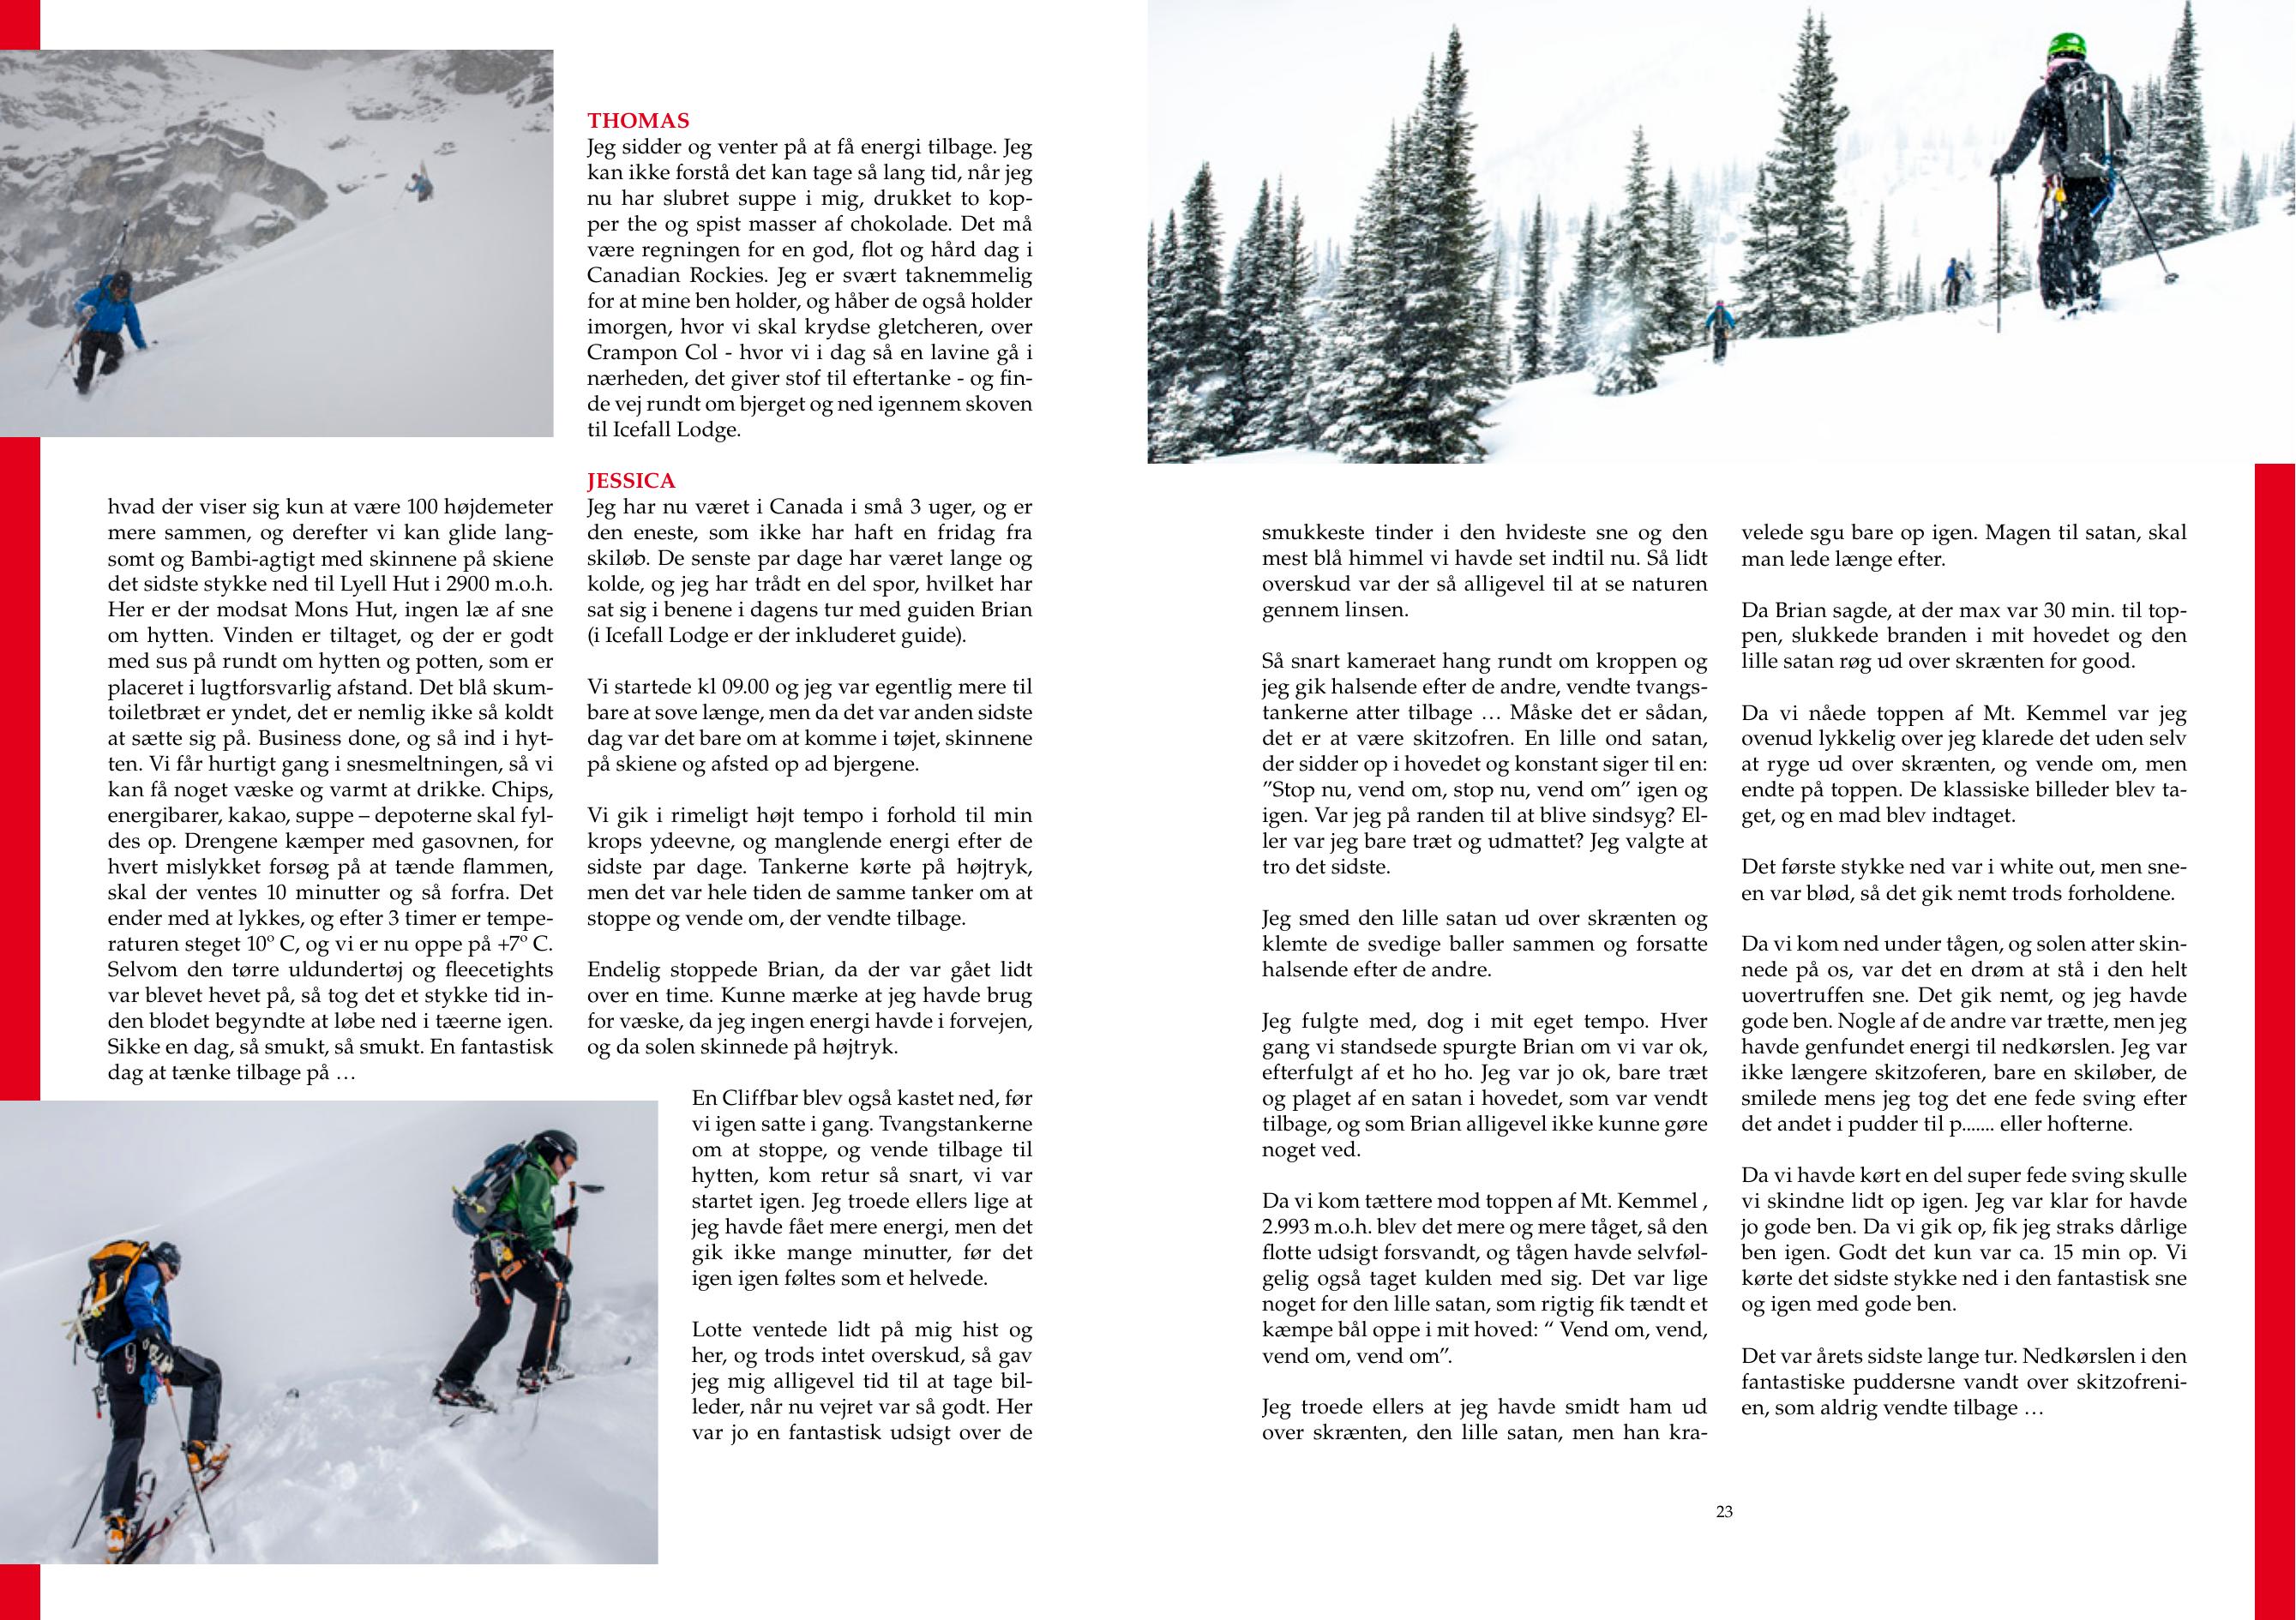 hvad der viser sig kun at være 100 højdemeter
mere sammen, og derefter vi kan glide lang-
somt og Bambi-agtigt med skinnene på skiene
det sidste stykke ned til Lyell Hut i 2900 m.o.h.
Her er der modsat Mons Hut, ingen læ af sne
om hytten. Vinden er tiltaget, og der er godt
med sus på rundt om hytten og potten, som er
placeret i lugtforsvarlig afstand. Det blå skum-
toiletbræt er yndet, det er nemlig ikke så koldt
at sætte sig på. Business done, og så ind i hyt-
ten. Vi får hurtigt gang i snesmeltningen, så vi
kan få noget væske og varmt at drikke. Chips,
energibarer, kakao, suppe – depoterne skal fyl-
des op. Drengene kæmper med gasovnen, for
hvert mislykket forsøg på at tænde flammen,
skal der ventes 10 minutter og så forfra. Det
ender med at lykkes, og efter 3 timer er tempe-
raturen steget 10º C, og vi er nu oppe på +7º C.
Selvom den tørre uldundertøj og fleecetights
var blevet hevet på, så tog det et stykke tid in-
den blodet begyndte at løbe ned i tæerne igen.
Sikke en dag, så smukt, så smukt. En fantastisk
dag at tænke tilbage på …
THOMAS
Jeg sidder og venter på at få energi tilbage. Jeg
kan ikke forstå det kan tage så lang tid, når jeg
nu har slubret suppe i mig, drukket to kop-
per the og spist masser af chokolade. Det må
være regningen for en god, flot og hård dag i
Canadian Rockies. Jeg er svært taknemmelig
for at mine ben holder, og håber de også holder
imorgen, hvor vi skal krydse gletcheren, over
Crampon Col - hvor vi i dag så en lavine gå i
nærheden, det giver stof til eftertanke - og fin-
de vej rundt om bjerget og ned igennem skoven
til Icefall Lodge.
JESSICA
Jeg har nu været i Canada i små 3 uger, og er
den eneste, som ikke har haft en fridag fra
skiløb. De senste par dage har været lange og
kolde, og jeg har trådt en del spor, hvilket har
sat sig i benene i dagens tur med guiden Brian
(i Icefall Lodge er der inkluderet guide).
Vi startede kl 09.00 og jeg var egentlig mere til
bare at sove længe, men da det var anden sidste
dag var det bare om at komme i tøjet, skinnene
på skiene og afsted op ad bjergene.
Vi gik i rimeligt højt tempo i forhold til min
krops ydeevne, og manglende energi efter de
sidste par dage. Tankerne kørte på højtryk,
men det var hele tiden de samme tanker om at
stoppe og vende om, der vendte tilbage.
Endelig stoppede Brian, da der var gået lidt
over en time. Kunne mærke at jeg havde brug
for væske, da jeg ingen energi havde i forvejen,
og da solen skinnede på højtryk.
En Cliffbar blev også kastet ned, før
vi igen satte i gang. Tvangstankerne
om at stoppe, og vende tilbage til
hytten, kom retur så snart, vi var
startet igen. Jeg troede ellers lige at
jeg havde fået mere energi, men det
gik ikke mange minutter, før det
igen igen føltes som et helvede.
Lotte ventede lidt på mig hist og
her, og trods intet overskud, så gav
jeg mig alligevel tid til at tage bil-
leder, når nu vejret var så godt. Her
var jo en fantastisk udsigt over de
smukkeste tinder i den hvideste sne og den
mest blå himmel vi havde set indtil nu. Så lidt
overskud var der så alligevel til at se naturen
gennem linsen.
Så snart kameraet hang rundt om kroppen og
jeg gik halsende efter de andre, vendte tvangs-
tankerne atter tilbage … Måske det er sådan,
det er at være skitzofren. En lille ond satan,
der sidder op i hovedet og konstant siger til en:
”Stop nu, vend om, stop nu, vend om” igen og
igen. Var jeg på randen til at blive sindsyg? El-
ler var jeg bare træt og udmattet? Jeg valgte at
tro det sidste.
Jeg smed den lille satan ud over skrænten og
klemte de svedige baller sammen og forsatte
halsende efter de andre.
Jeg fulgte med, dog i mit eget tempo. Hver
gang vi standsede spurgte Brian om vi var ok,
efterfulgt af et ho ho. Jeg var jo ok, bare træt
og plaget af en satan i hovedet, som var vendt
tilbage, og som Brian alligevel ikke kunne gøre
noget ved.
Da vi kom tættere mod toppen af Mt. Kemmel ,
2.993 m.o.h. blev det mere og mere tåget, så den
flotte udsigt forsvandt, og tågen havde selvføl-
gelig også taget kulden med sig. Det var lige
noget for den lille satan, som rigtig fik tændt et
kæmpe bål oppe i mit hoved: “ Vend om, vend,
vend om, vend om”.
Jeg troede ellers at jeg havde smidt ham ud
over skrænten, den lille satan, men han kra-
velede sgu bare op igen. Magen til satan, skal
man lede længe efter.
Da Brian sagde, at der max var 30 min. til top-
pen, slukkede branden i mit hovedet og den
lille satan røg ud over skrænten for good.
Da vi nåede toppen af Mt. Kemmel var jeg
ovenud lykkelig over jeg klarede det uden selv
at ryge ud over skrænten, og vende om, men
endte på toppen. De klassiske billeder blev ta-
get, og en mad blev indtaget.
Det første stykke ned var i white out, men sne-
en var blød, så det gik nemt trods forholdene.
Da vi kom ned under tågen, og solen atter skin-
nede på os, var det en drøm at stå i den helt
uovertruffen sne. Det gik nemt, og jeg havde
gode ben. Nogle af de andre var trætte, men jeg
havde genfundet energi til nedkørslen. Jeg var
ikke længere skitzoferen, bare en skiløber, de
smilede mens jeg tog det ene fede sving efter
det andet i pudder til p....... eller hofterne.
Da vi havde kørt en del super fede sving skulle
vi skindne lidt op igen. Jeg var klar for havde
jo gode ben. Da vi gik op, fik jeg straks dårlige
ben igen. Godt det kun var ca. 15 min op. Vi
kørte det sidste stykke ned i den fantastisk sne
og igen med gode ben.
Det var årets sidste lange tur. Nedkørslen i den
fantastiske puddersne vandt over skitzofreni-
en, som aldrig vendte tilbage …
23